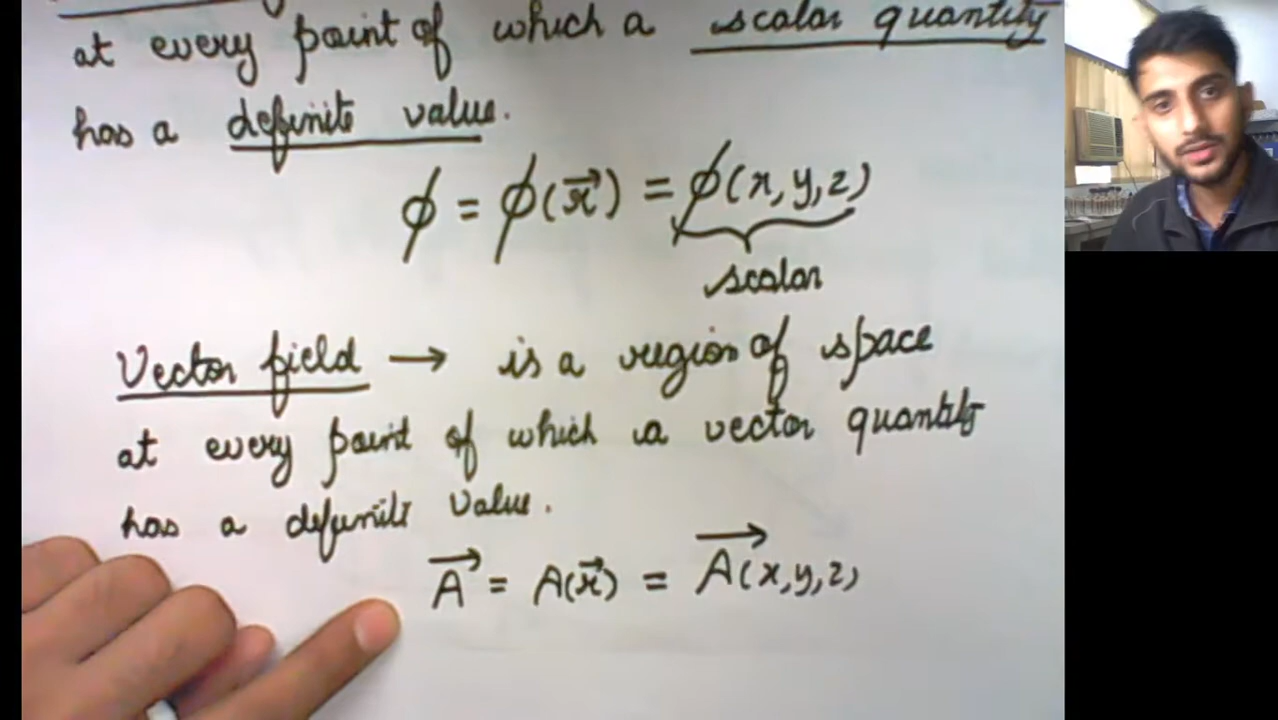 at every point of which a scalar quantity
has a definite value.
ϕ = ϕ(r⃗) = ϕ(x, y, z)
scalar
Vector field → is a region of space
at every point of which a vector quantity
has a definite value.
A⃗ = A(r⃗) = A⃗(x, y, z)